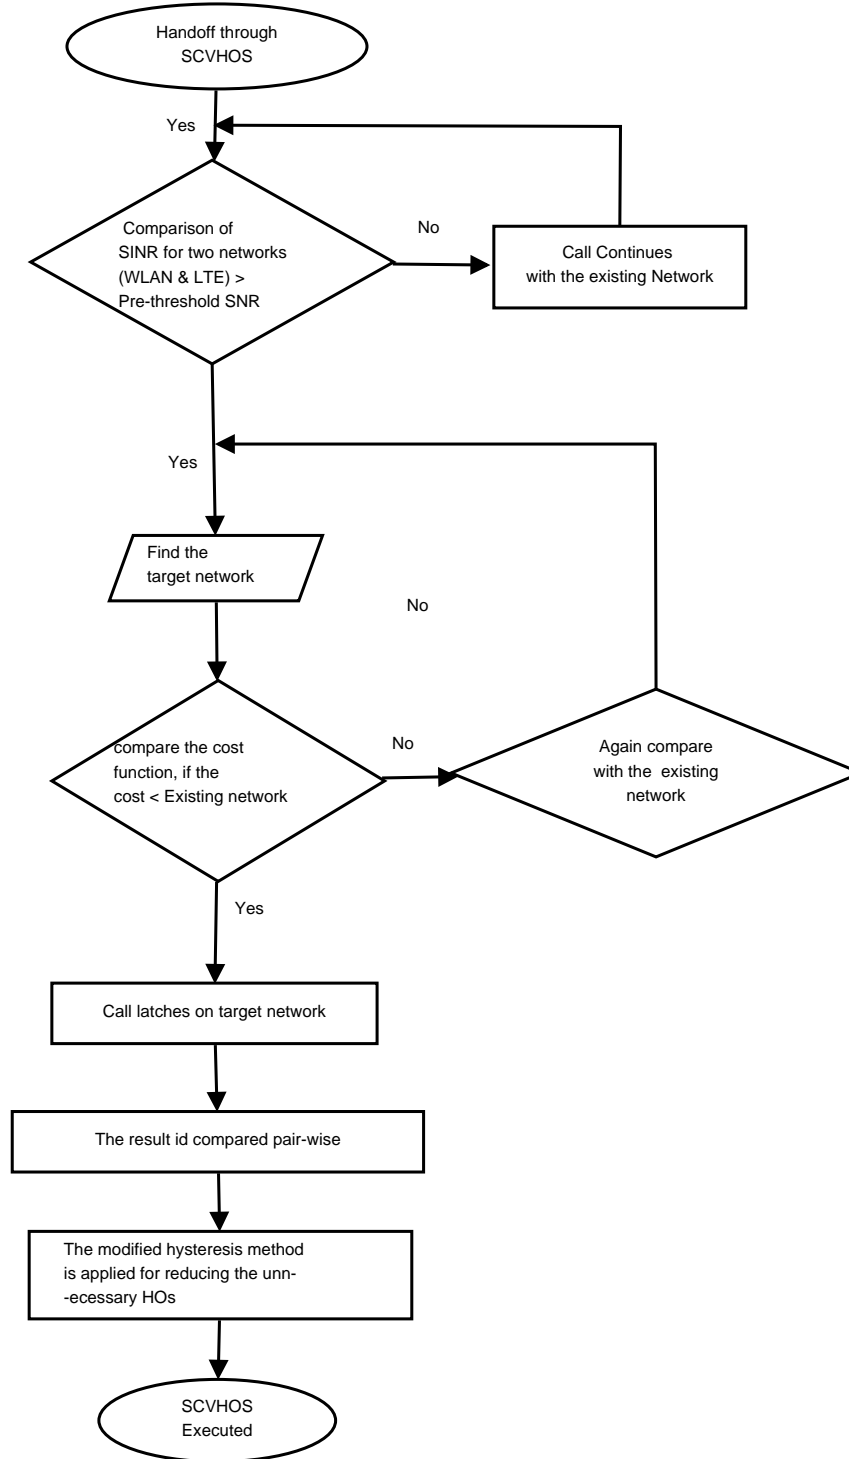 Handoff through
SCVHOS
Yes
Comparison of
SINR for two networks
(WLAN & LTE) >
Pre-threshold SNR
No
Call Continues
with the existing Network
Yes
Find the
target network
No
compare the cost
function, if the
cost < Existing network
No
Again compare
with the existing
network
Yes
Call latches on target network
The result id compared pair-wise
The modified hysteresis method
is applied for reducing the unn-
-ecessary HOs
SCVHOS
Executed